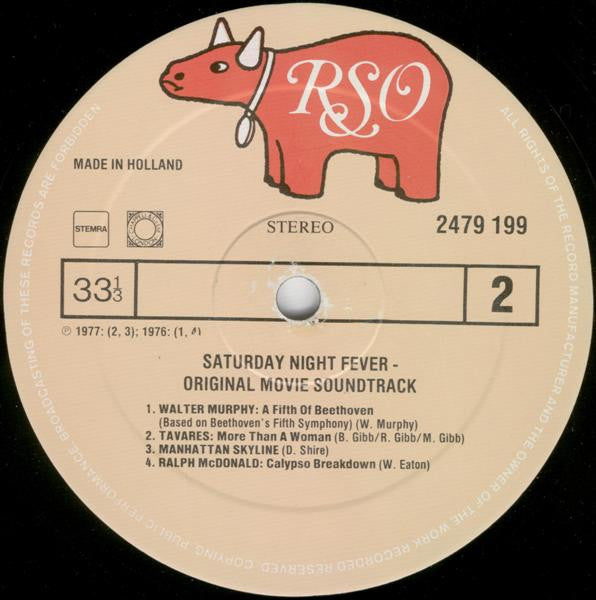 RSO
MADE IN HOLLAND
STEMRA
STEREO
2479 199
33⅓
2
℗ 1977: (2, 3); 1976: (1, 4)
SATURDAY NIGHT FEVER -
ORIGINAL MOVIE SOUNDTRACK
1. WALTER MURPHY: A Fifth Of Beethoven
(Based on Beethoven's Fifth Symphony) (W. Murphy)
2. TAVARES: More Than A Woman (B. Gibb/R. Gibb/M. Gibb)
3. MANHATTAN SKYLINE (D. Shire)
4. RALPH McDONALD: Calypso Breakdown (W. Eaton)
ALL RIGHTS OF THE RECORD MANUFACTURER AND THE OWNER OF THE WORK RECORDED RESERVED. COPYING, PUBLIC PERFORMANCE, BROADCASTING OF THESE RECORDS ARE FORBIDDEN